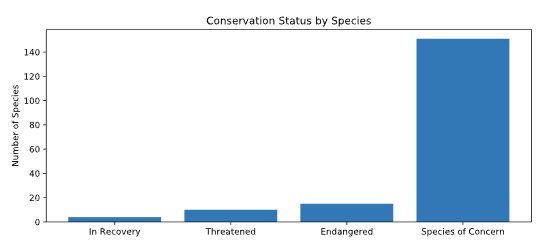 Conservation Status by Species
Number of Species
140
120
100
80
60
40
20
0
In Recovery Threatened Endangered Species of Concern